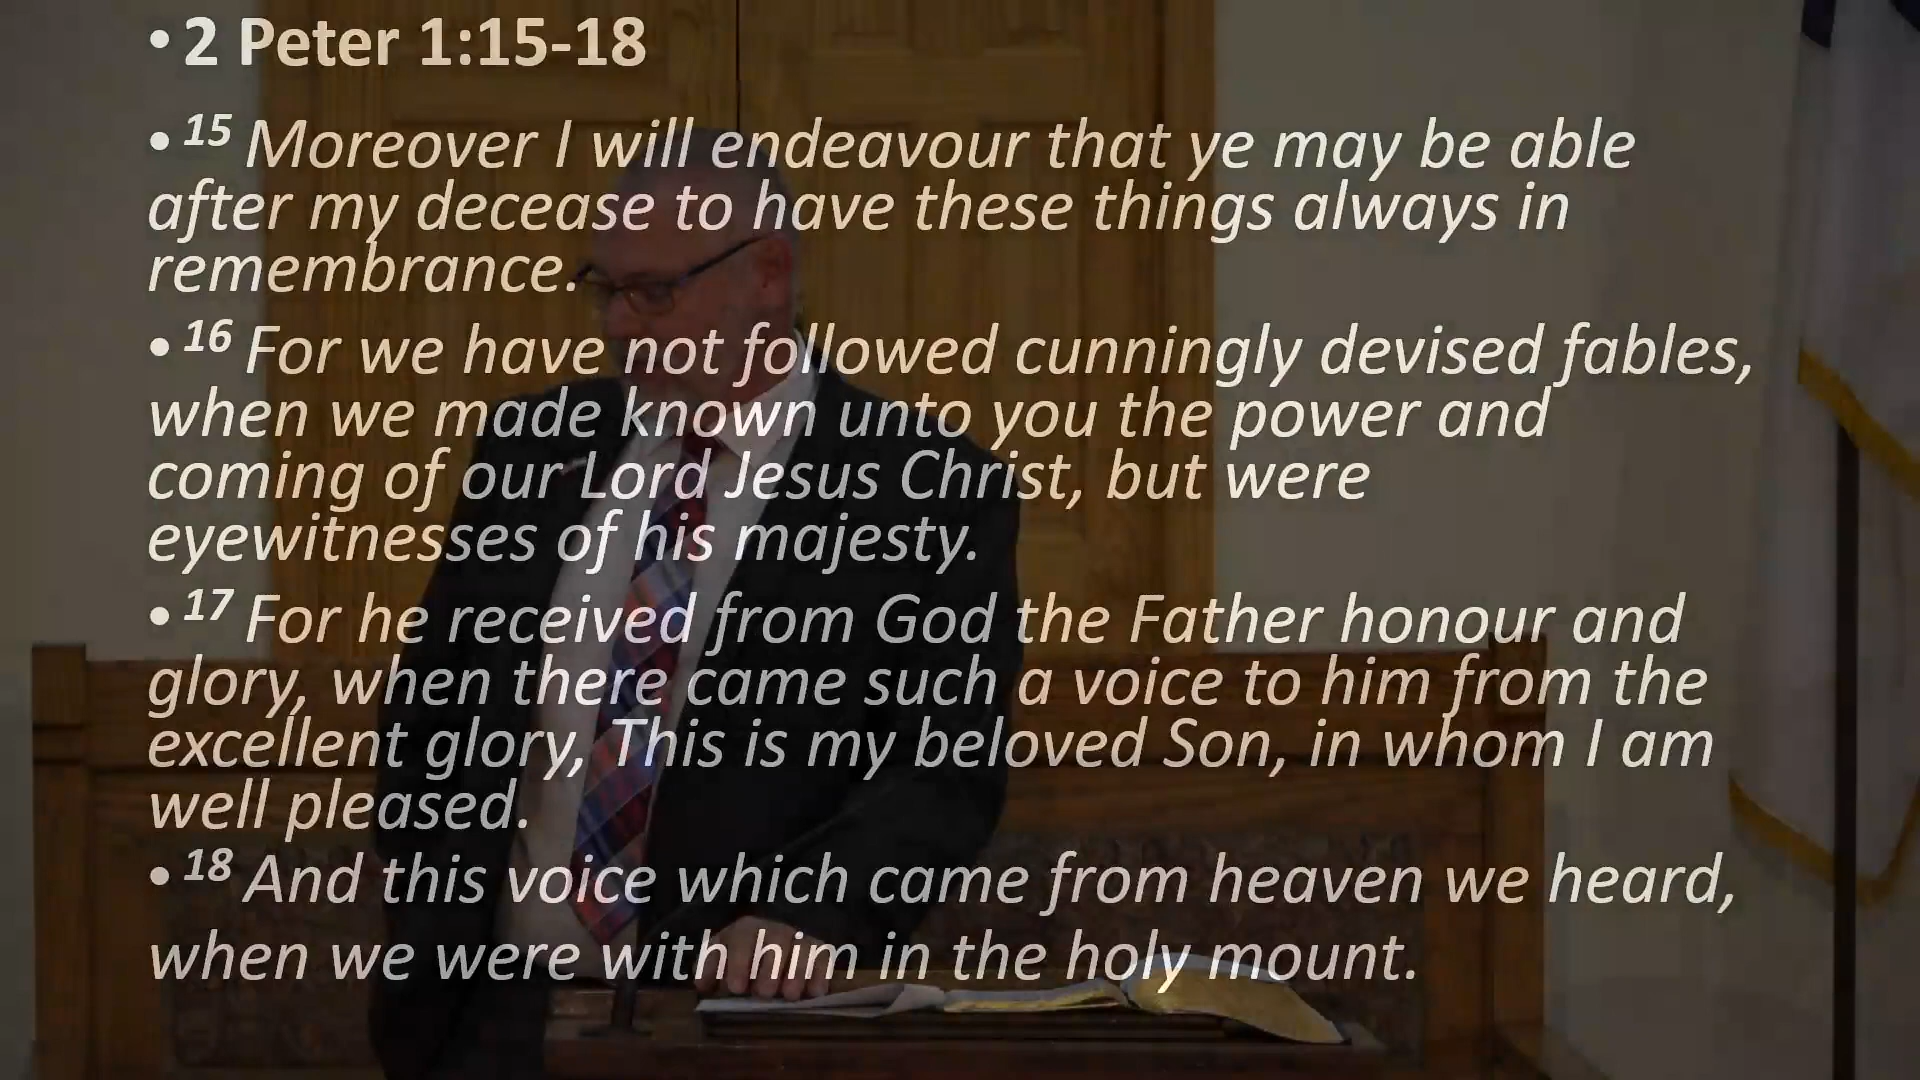 • 2 Peter 1:15-18
• 15 Moreover I will endeavour that ye may be able
after my decease to have these things always in
remembrance.
• 16 For we have not followed cunningly devised fables,
when we made known unto you the power and
coming of our Lord Jesus Christ, but were
eyewitnesses of his majesty.
• 17 For he received from God the Father honour and
glory, when there came such a voice to him from the
excellent glory, This is my beloved Son, in whom I am
well pleased.
• 18 And this voice which came from heaven we heard,
when we were with him in the holy mount.